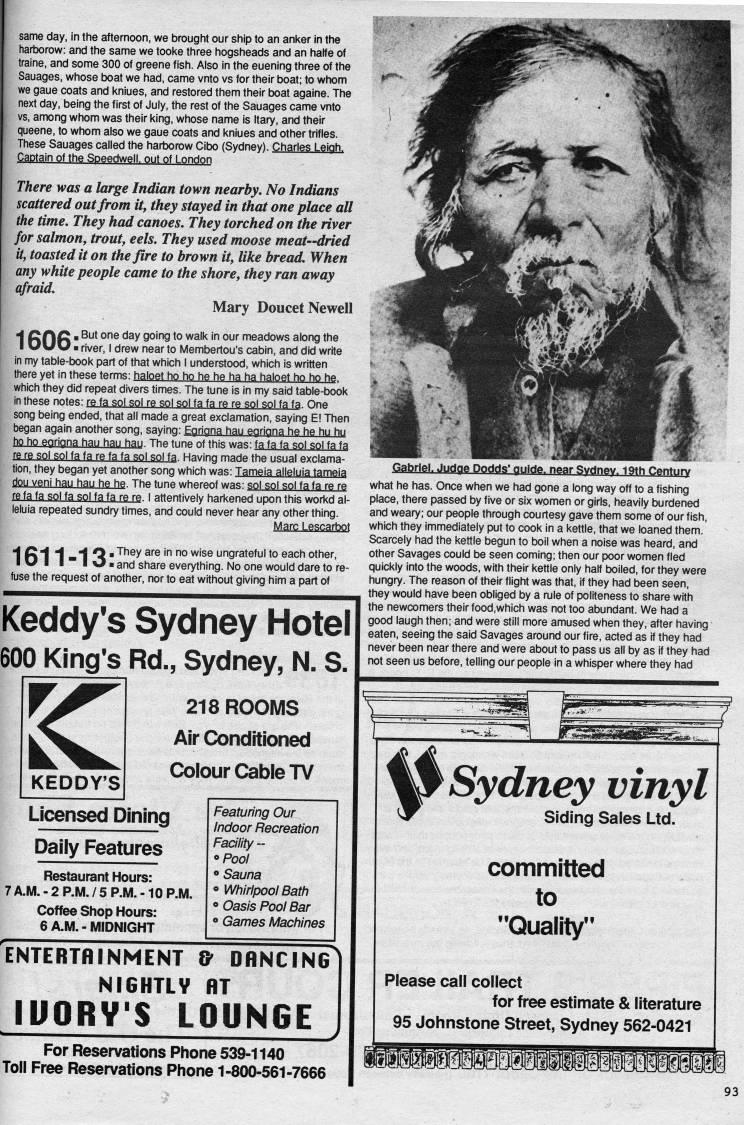 same day, in the afternoon, we brought our ship to an anker in the
harborow: and the same we tooke three hogsheads and an halfe of
traine, and some 300 of greene fish. Also in the euening three of the
Sauages, whose boat we had, came vnto vs for their boat; to whom
we gaue coats and kniues, and restored them their boat againe. The
next day, being the first of July, the rest of the Sauages came vnto
vs, among whom was their king, whose name is Itary, and their
queene, to whom also we gaue coats and kniues and other trifles.
These Sauages called the harborow Cibo (Sydney). Charles Leigh,
Captain of the Speedwell, out of London
There was a large Indian town nearby. No Indians
scattered out from it, they stayed in that one place all
the time. They had canoes. They torched on the river
for salmon, trout, eels. They used moose meat--dried
it, toasted it on the fire to brown it, like bread. When
any white people came to the shore, they ran away
afraid.
Mary Doucet Newell
1606: But one day going to walk in our meadows along the
river, I drew near to Membertou's cabin, and did write
in my table-book part of that which I understood, which is written
there yet in these terms: haloet ho ho he he ha ha haloet ho ho he,
which they did repeat divers times. The tune is in my said table-book
in these notes: re fa sol sol re sol sol fa fa re re sol sol fa fa. One
song being ended, that all made a great exclamation, saying E! Then
began again another song, saying: Egrigna hau egrigna he he hu hu
ho ho egrigna hau hau hau. The tune of this was: fa fa fa sol sol fa fa
re re sol sol fa fa re fa fa sol sol fa. Having made the usual exclama-
tion, they began yet another song which was: Tameia alleluia tameia
dou veni hau hau he he. The tune whereof was: sol sol sol fa fa re re
re fa fa sol fa sol fa fa re re. I attentively harkened upon this workd al-
leluia repeated sundry times, and could never hear any other thing.
Marc Lescarbot
1611-13: They are in no wise ungrateful to each other,
and share everything. No one would dare to re-
fuse the request of another, nor to eat without giving him a part of
Gabriel, Judge Dodds' guide, near Sydney, 19th Century
what he has. Once when we had gone a long way off to a fishing
place, there passed by five or six women or girls, heavily burdened
and weary; our people through courtesy gave them some of our fish,
which they immediately put to cook in a kettle, that we loaned them.
Scarcely had the kettle begun to boil when a noise was heard, and
other Savages could be seen coming; then our poor women fled
quickly into the woods, with their kettle only half boiled, for they were
hungry. The reason of their flight was that, if they had been seen,
they would have been obliged by a rule of politeness to share with
the newcomers their food,which was not too abundant. We had a
good laugh then; and were still more amused when they, after having
eaten, seeing the said Savages around our fire, acted as if they had
never been near there and were about to pass us all by as if they had
not seen us before, telling our people in a whisper where they had
Keddy's Sydney Hotel
600 King's Rd., Sydney, N. S.
KEDDY'S
218 ROOMS
Air Conditioned
Colour Cable TV
Licensed Dining
Daily Features
Restaurant Hours:
7 A.M. - 2 P.M. / 5 P.M. - 10 P.M.
Coffee Shop Hours:
6 A.M. - MIDNIGHT
Featuring Our
Indoor Recreation
Facility --
° Pool
° Sauna
° Whirlpool Bath
° Oasis Pool Bar
° Games Machines
ENTERTAINMENT & DANCING
NIGHTLY AT
IVORY'S LOUNGE
For Reservations Phone 539-1140
Toll Free Reservations Phone 1-800-561-7666
Sydney vinyl
Siding Sales Ltd.
committed
to
"Quality"
Please call collect
for free estimate & literature
95 Johnstone Street, Sydney 562-0421
93